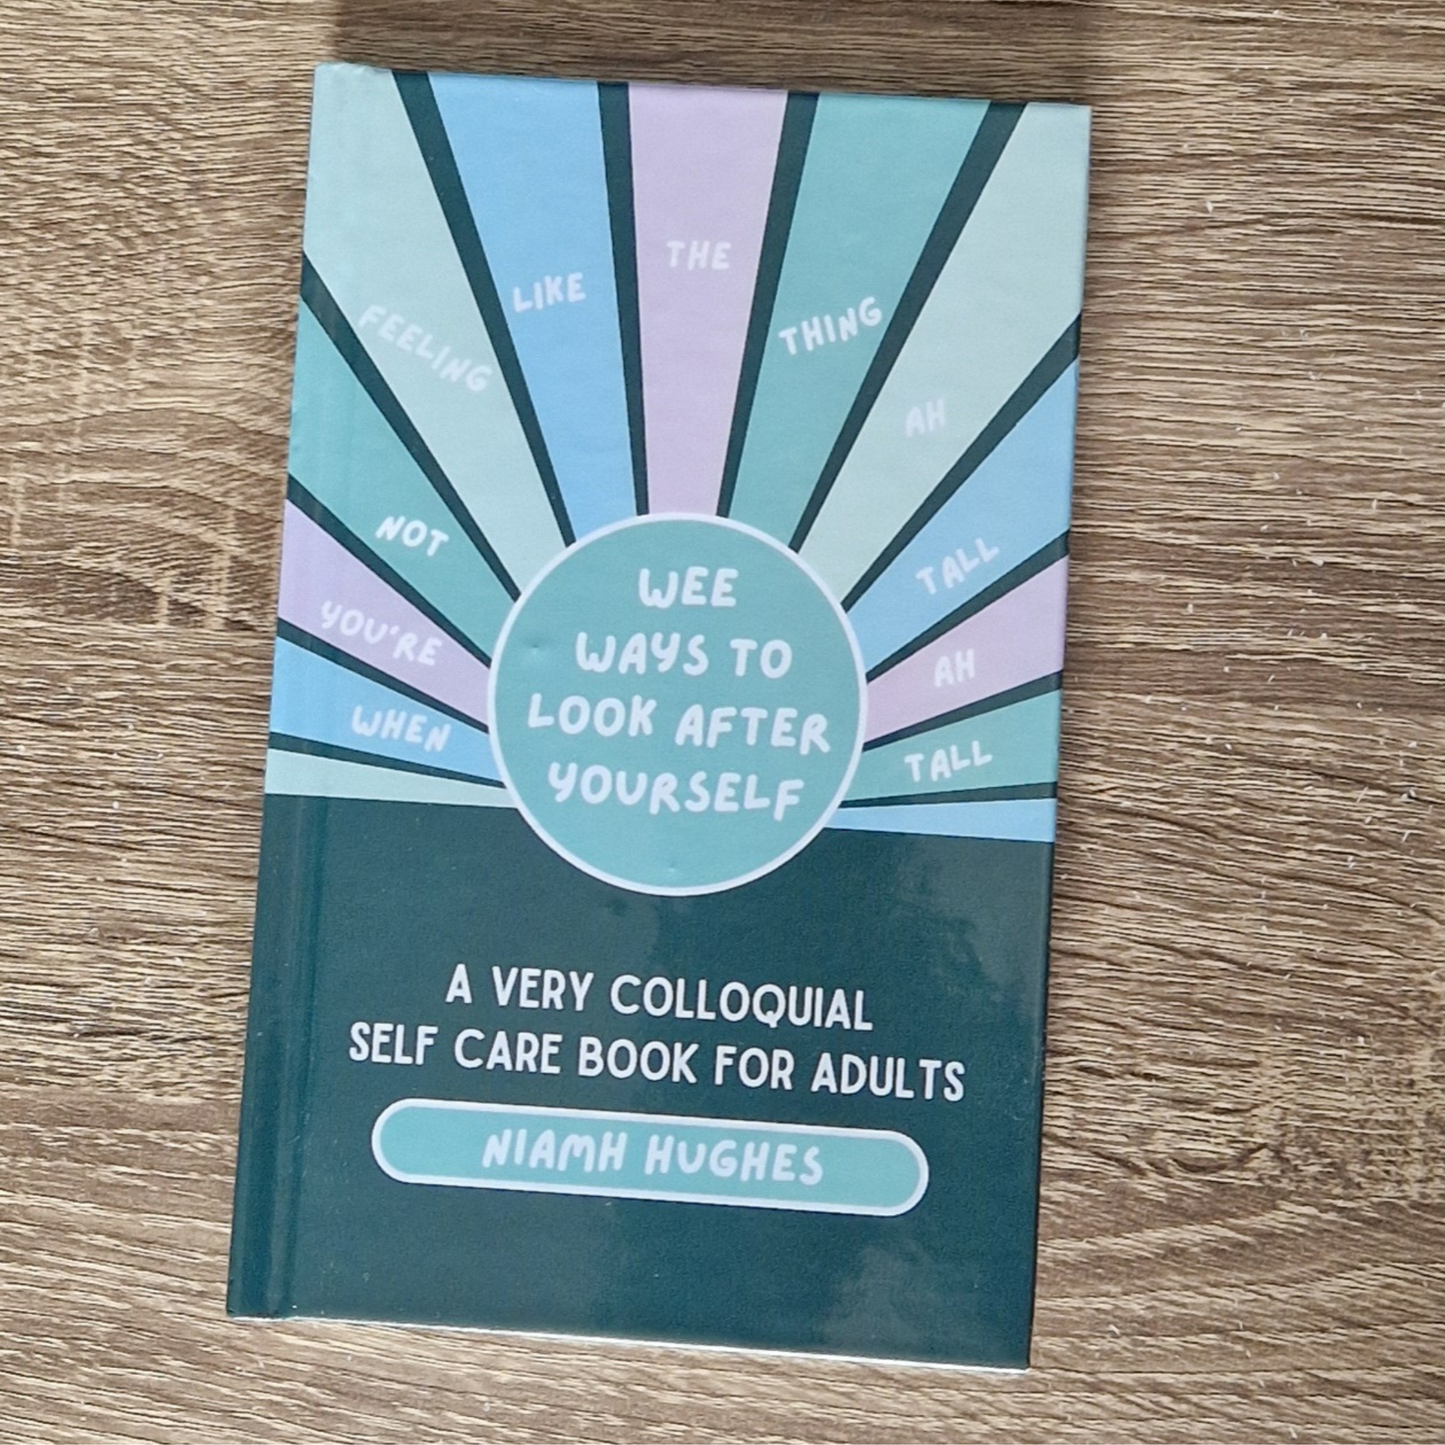 WEE
WAYS TO
LOOK AFTER
YOURSELF
WHEN
YOU'RE
NOT
FEELING
LIKE
THE
THING
AH
TALL
AH
TALL
A VERY COLLOQUIAL
SELF CARE BOOK FOR ADULTS
NIAMH HUGHES